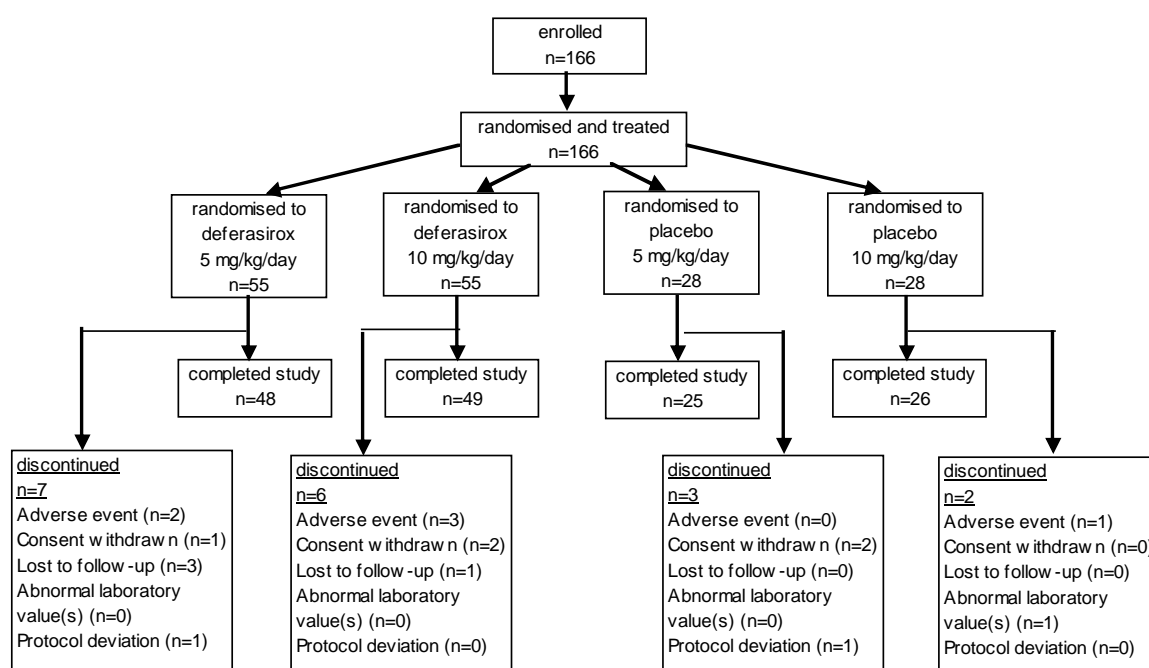 enrolled
n=166
randomised and treated
n=166
randomised to
deferasirox
5 mg/kg/day
n=55
randomised to
deferasirox
10 mg/kg/day
n=55
randomised to
placebo
5 mg/kg/day
n=28
randomised to
placebo
10 mg/kg/day
n=28
completed study
n=48
completed study
n=49
completed study
n=25
completed study
n=26
discontinued
n=7
Adverse event (n=2)
Consent withdrawn (n=1)
Lost to follow-up (n=3)
Abnormal laboratory
value(s) (n=0)
Protocol deviation (n=1)
discontinued
n=6
Adverse event (n=3)
Consent withdrawn (n=2)
Lost to follow-up (n=1)
Abnormal laboratory
value(s) (n=0)
Protocol deviation (n=0)
discontinued
n=3
Adverse event (n=0)
Consent withdrawn (n=2)
Lost to follow-up (n=0)
Abnormal laboratory
value(s) (n=0)
Protocol deviation (n=1)
discontinued
n=2
Adverse event (n=1)
Consent withdrawn (n=0)
Lost to follow-up (n=0)
Abnormal laboratory
value(s) (n=1)
Protocol deviation (n=0)